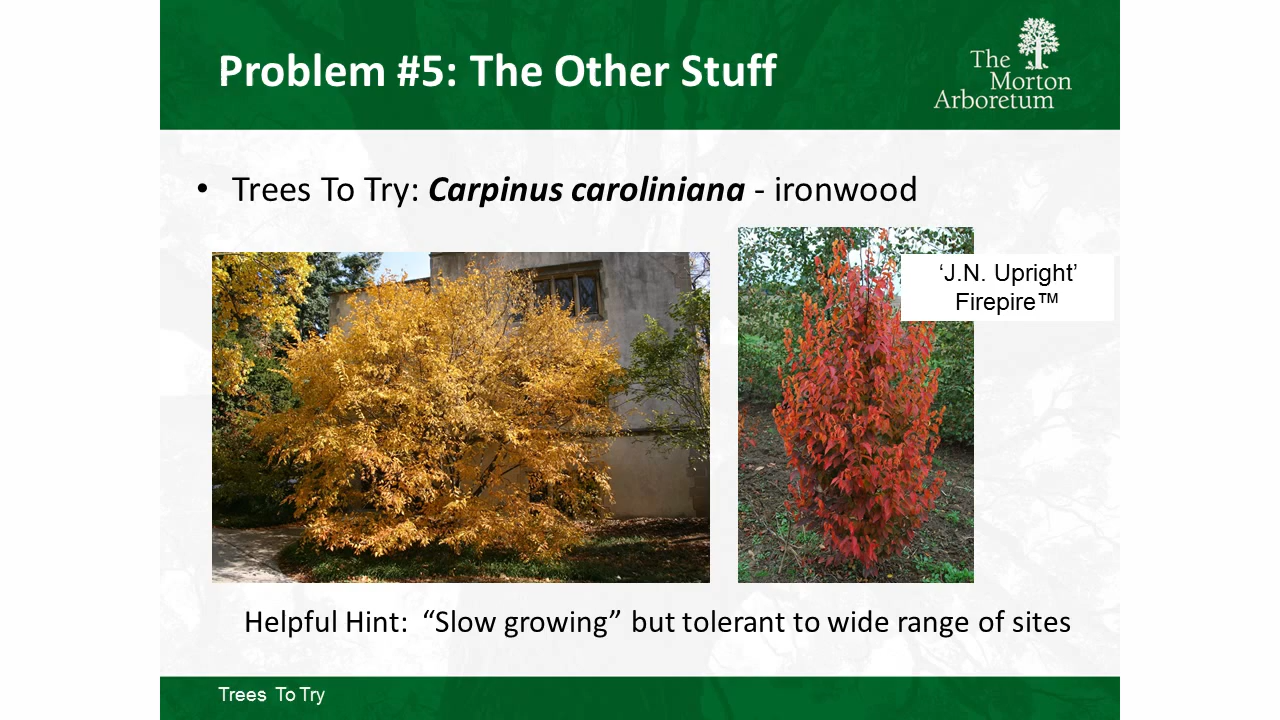 Problem #5: The Other Stuff
The
Morton
Arboretum
• Trees To Try: Carpinus caroliniana - ironwood
‘J.N. Upright’
Firepire™
Helpful Hint:  “Slow growing” but tolerant to wide range of sites
Trees To Try